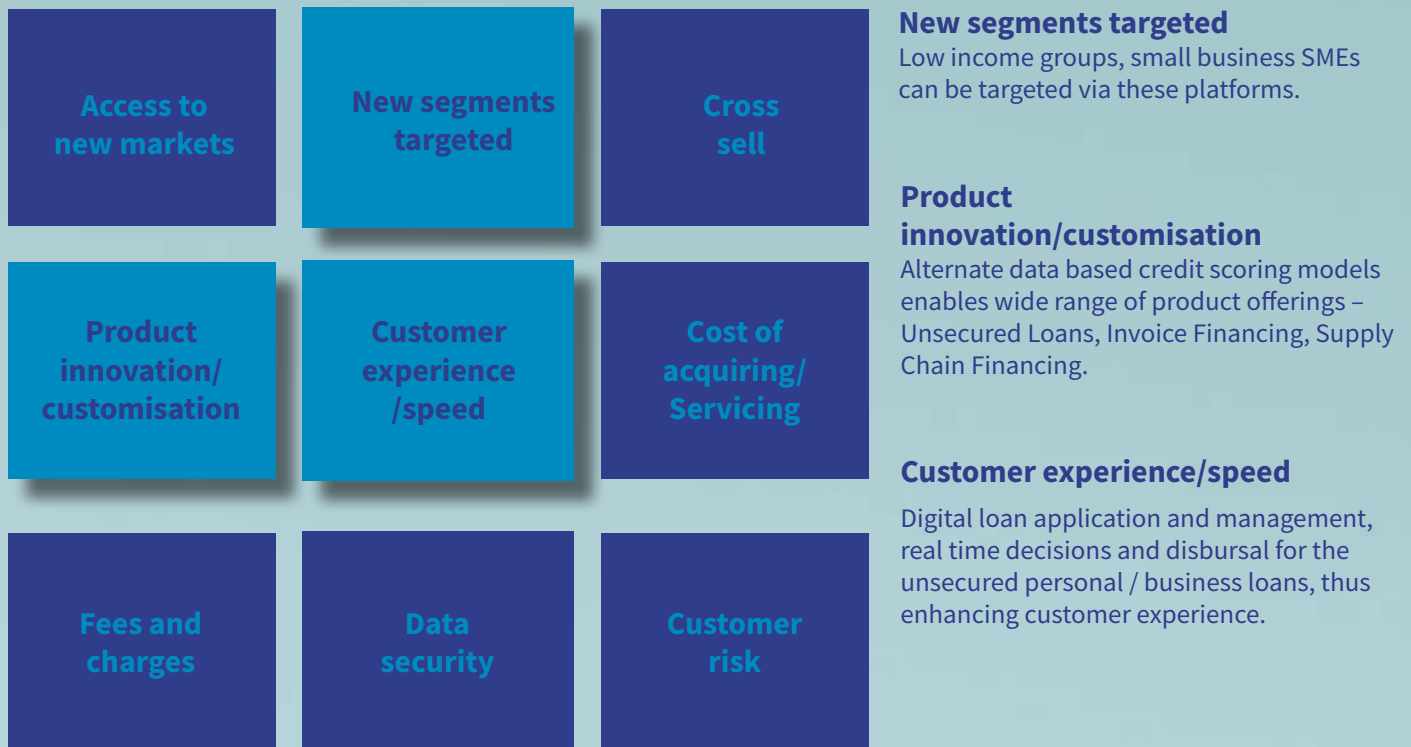 Access to
new markets
New segments
targeted
Cross
sell
Product
innovation/
customisation
Customer
experience
/speed
Cost of
acquiring/
Servicing
Fees and
charges
Data
security
Customer
risk
New segments targeted
Low income groups, small business SMEs
can be targeted via these platforms.
Product
innovation/customisation
Alternate data based credit scoring models
enables wide range of product offerings –
Unsecured Loans, Invoice Financing, Supply
Chain Financing.
Customer experience/speed
Digital loan application and management,
real time decisions and disbursal for the
unsecured personal / business loans, thus
enhancing customer experience.